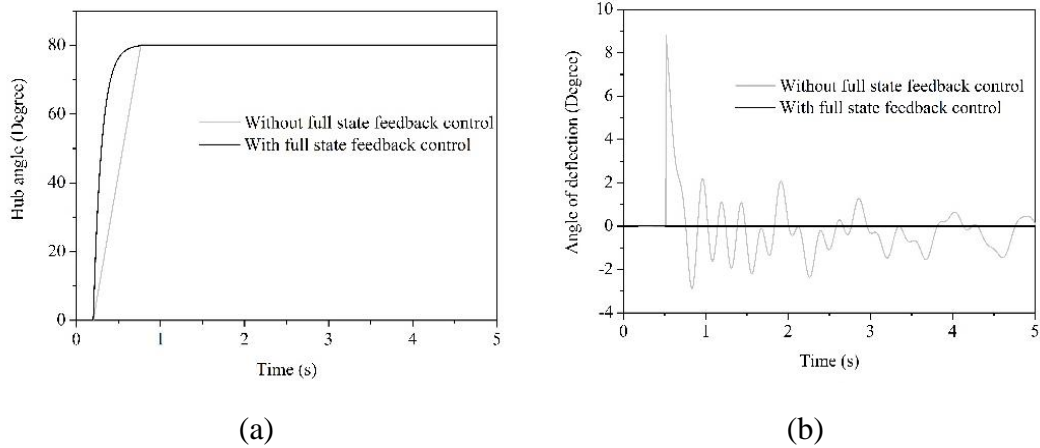 80
60
40
20
0
Hub angle (Degree)
Without full state feedback control
With full state feedback control
0 1 2 3 4 5
Time (s)
(a)
10
8
6
4
2
0
-2
-4
Angle of deflection (Degree)
Without full state feedback control
With full state feedback control
0 1 2 3 4 5
Time (s)
(b)